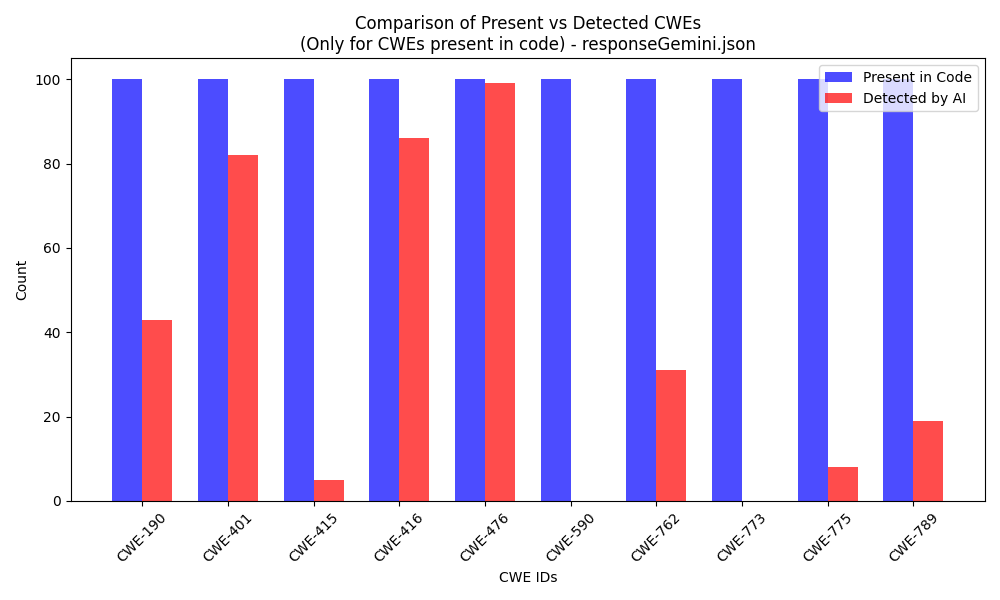 Comparison of Present vs Detected CWEs
(Only for CWEs present in code) - responseGemini.json
Present in Code
Detected by AI
Count
100
80
60
40
20
0
CWE-190
CWE-401
CWE-415
CWE-416
CWE-476
CWE-590
CWE-762
CWE-773
CWE-775
CWE-789
CWE IDs